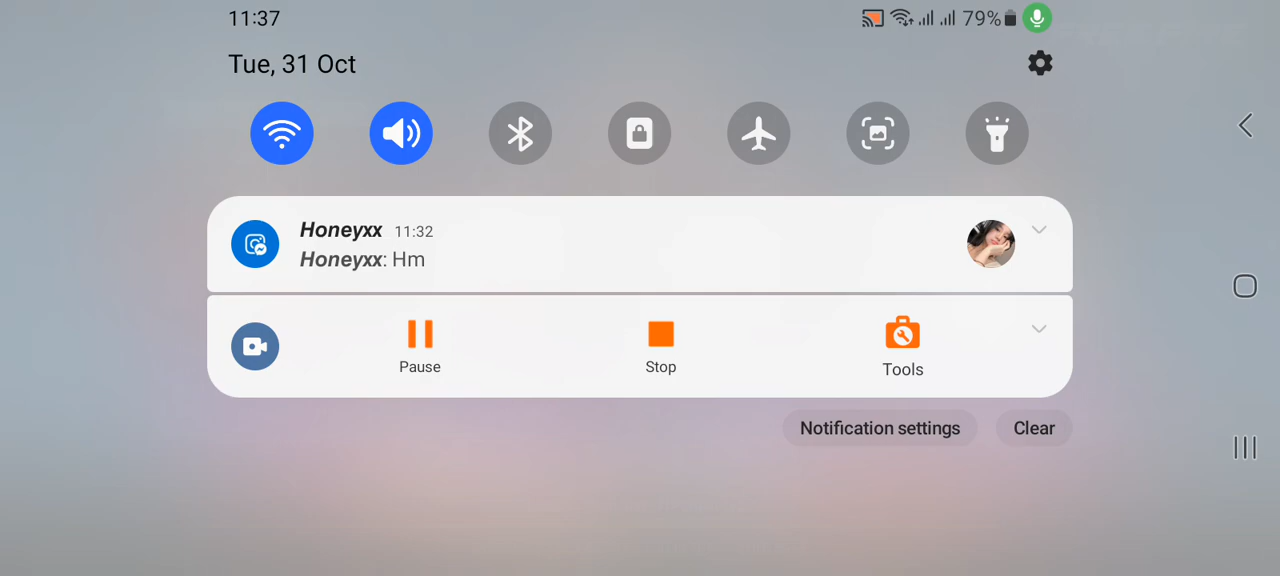 11:37
79%
Tue, 31 Oct
Honeyxx 11:32
Honeyxx: Hm
Pause
Stop
Tools
Notification settings
Clear